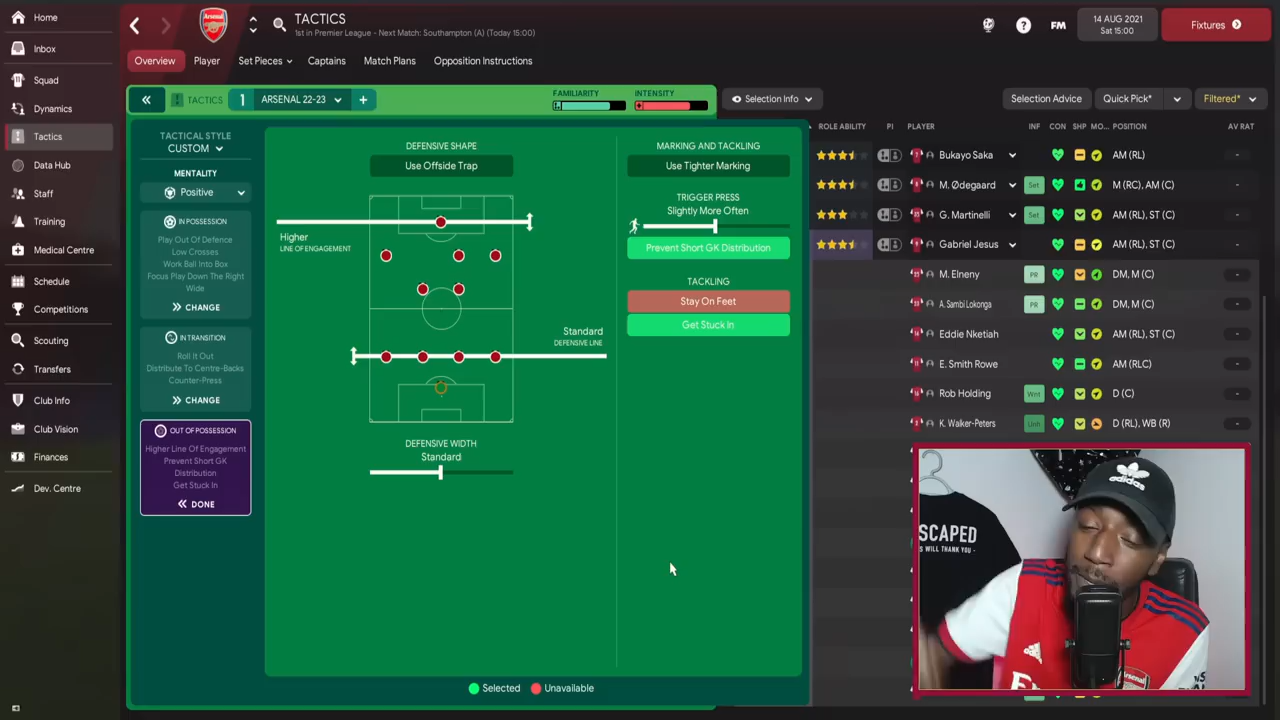 Home
Inbox
Squad
Dynamics
Tactics
Data Hub
Staff
Training
Medical Centre
Schedule
Competitions
Scouting
Transfers
Club Info
Club Vision
Finances
Dev. Centre
Arsenal
TACTICS
1st in Premier League - Next Match: Southampton (A) (Today 15:00)
?
FM
14 AUG 2021
Sat 15:00
Fixtures
Overview
Player
Set Pieces
Captains
Match Plans
Opposition Instructions
TACTICS
1
ARSENAL 22-23
+
FAMILIARITY
INTENSITY
Selection Info
Selection Advice
Quick Pick*
Filtered*
TACTICAL STYLE
CUSTOM
MENTALITY
Positive
IN POSSESSION
Play Out Of Defence
Low Crosses
Work Ball Into Box
Focus Play Down The Right
Wide
CHANGE
IN TRANSITION
Roll It Out
Distribute To Centre-Backs
Counter-Press
CHANGE
OUT OF POSSESSION
Higher Line Of Engagement
Prevent Short GK
Distribution
Get Stuck In
DONE
DEFENSIVE SHAPE
Use Offside Trap
Higher
LINE OF ENGAGEMENT
Standard
DEFENSIVE LINE
DEFENSIVE WIDTH
Standard
MARKING AND TACKLING
Use Tighter Marking
TRIGGER PRESS
Slightly More Often
Prevent Short GK Distribution
TACKLING
Stay On Feet
Get Stuck In
Selected
Unavailable
ROLE ABILITY
PI
PLAYER
INF
CON
SHP
MO...
POSITION
AV RAT
Bukayo Saka
AM (RL)
-
M. Ødegaard
Set
M (RC), AM (C)
-
G. Martinelli
Set
AM (RL), ST (C)
-
Gabriel Jesus
AM (RL), ST (C)
-
M. Elneny
PR
DM, M (C)
-
A. Sambi Lokonga
PR
DM, M (C)
-
Eddie Nketiah
AM (RL), ST (C)
-
E. Smith Rowe
AM (RLC)
-
Rob Holding
Wnt
D (C)
-
K. Walker-Peters
Unh
D (RL), WB (R)
-
adidas
SCAPED
S WILL THANK YOU -